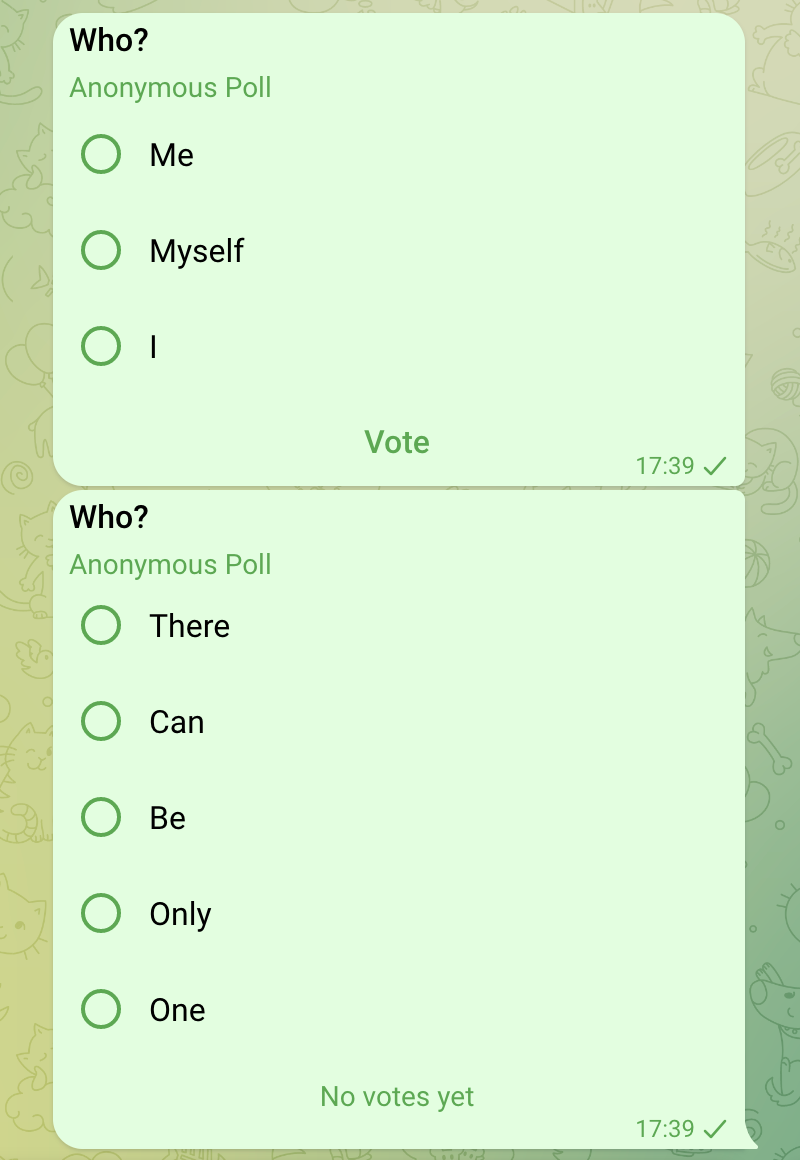 Who?
Anonymous Poll
Me
Myself
I
Vote
17:39
Who?
Anonymous Poll
There
Can
Be
Only
One
No votes yet
17:39